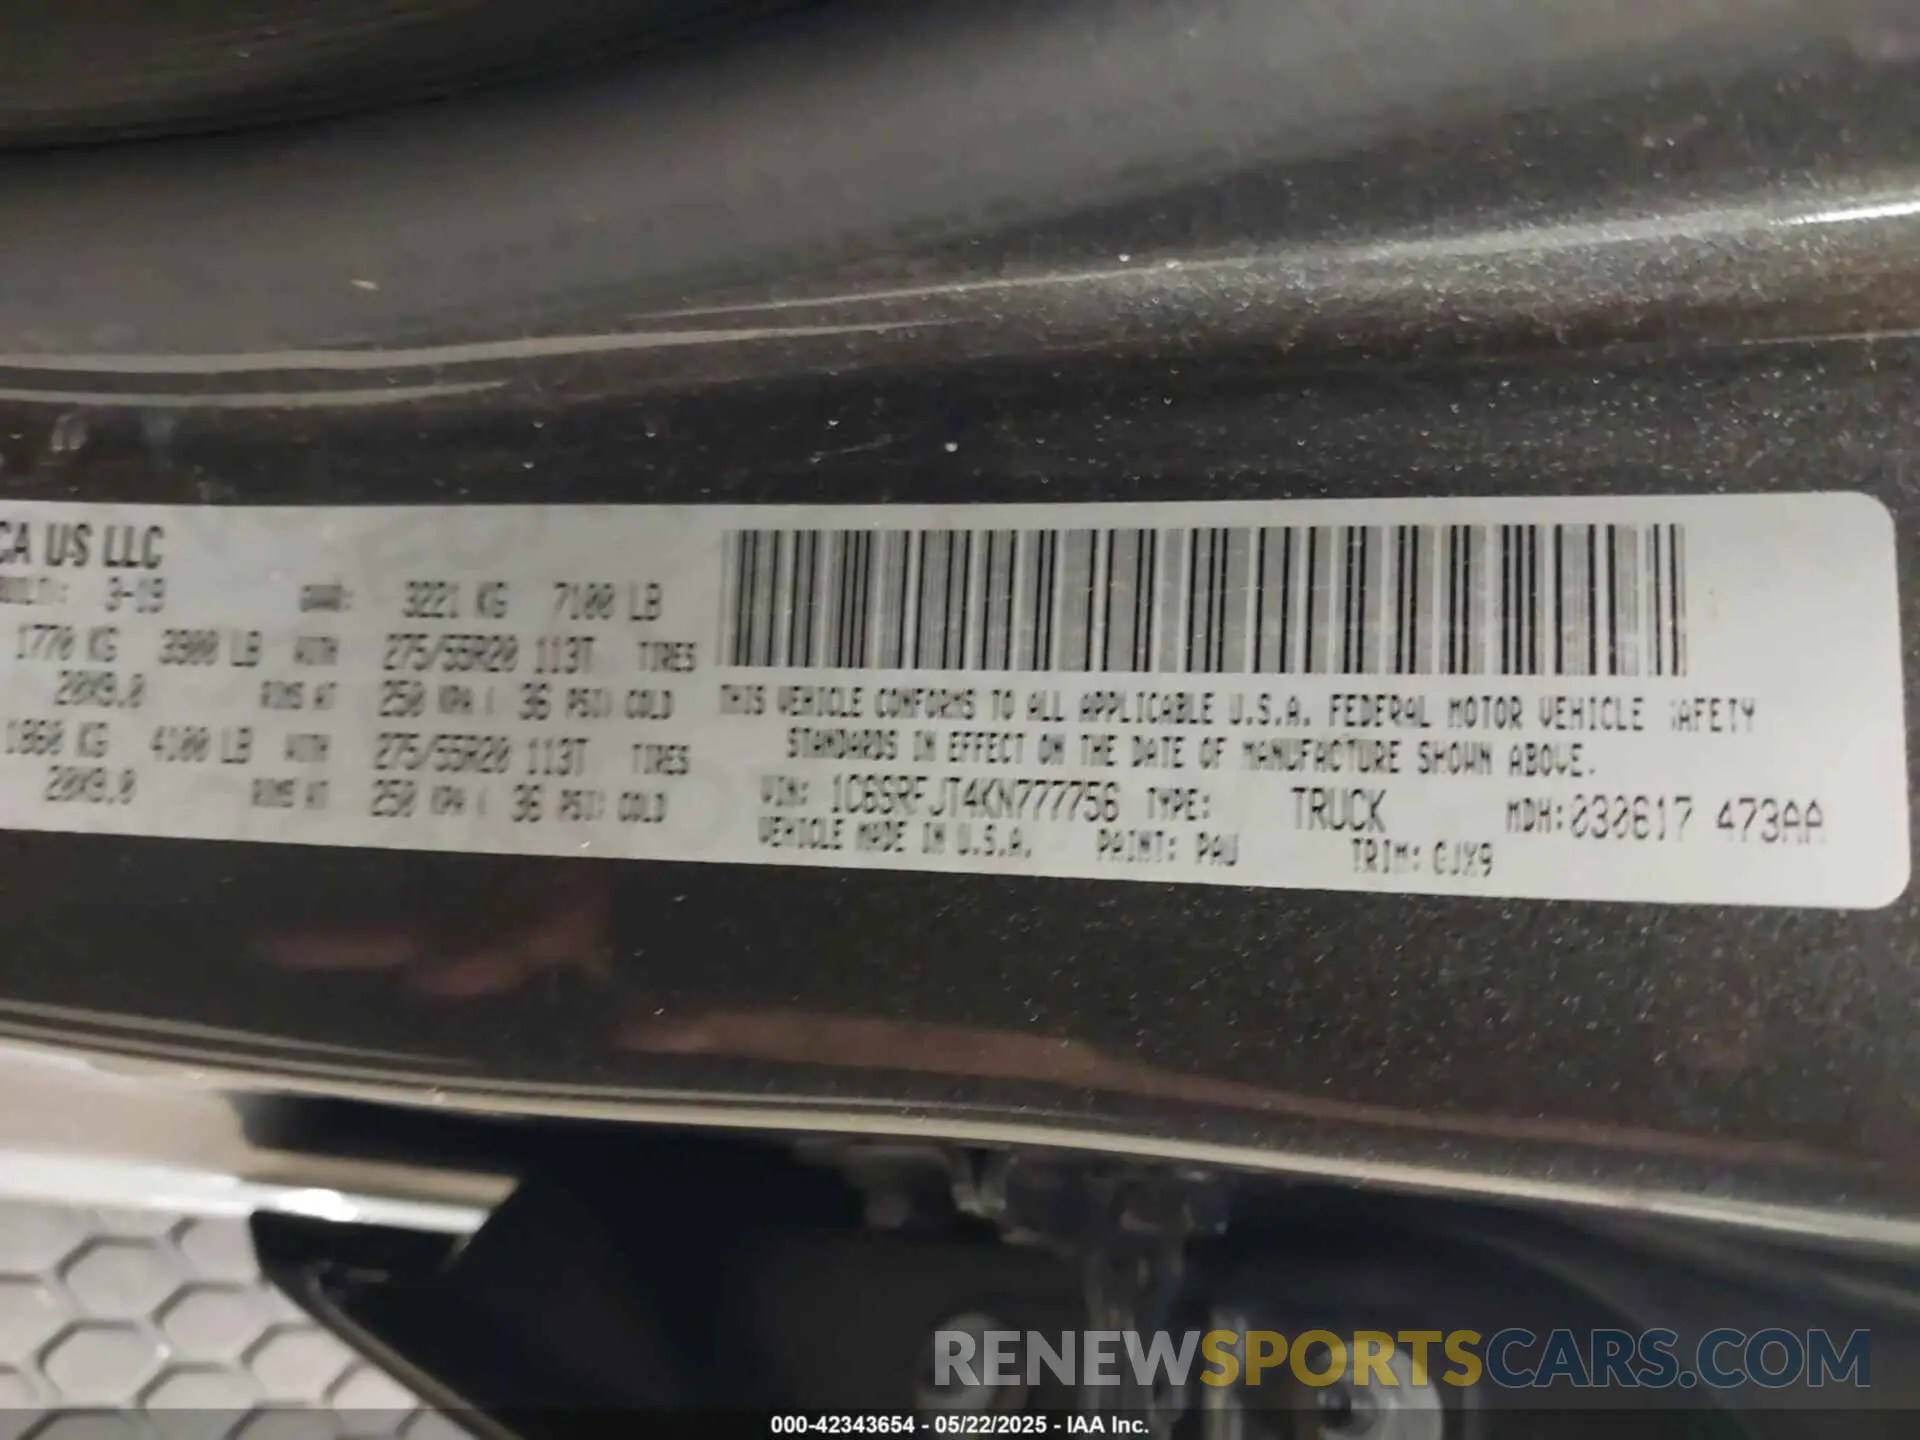 CA US LLC
BUILT: 3-19 GVWR: 3221 KG 7100 LB
1770 KG 3900 LB WITH 275/55R20 113T TIRES
20X9.0 RIMS AT 250 KPA ( 36 PSI) COLD
1860 KG 4100 LB WITH 275/55R20 113T TIRES
20X9.0 RIMS AT 250 KPA ( 36 PSI) COLD
THIS VEHICLE CONFORMS TO ALL APPLICABLE U.S.A. FEDERAL MOTOR VEHICLE SAFETY
STANDARDS IN EFFECT ON THE DATE OF MANUFACTURE SHOWN ABOVE.
VIN: 1C6SRFJT4KN777756 TYPE: TRUCK MDH:030617 473AA
VEHICLE MADE IN U.S.A. PAINT: PAU TRIM: CJX9
RENEWSPORTSCARS.COM
000-42343654 - 05/22/2025 - IAA Inc.